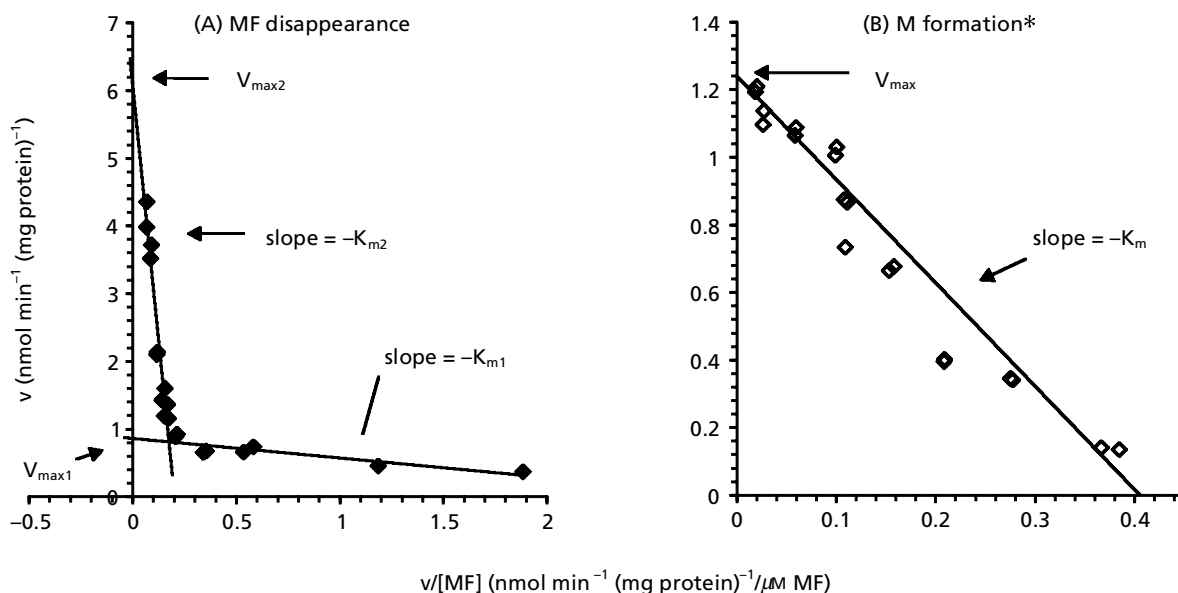 (A) MF disappearance
v (nmol min⁻¹ (mg protein)⁻¹)
7
6
5
4
3
2
1
0
V_max2
slope = –K_m2
slope = –K_m1
V_max1
−0.5
0
0.5
1
1.5
2
(B) M formation*
1.4
1.2
1
0.8
0.6
0.4
0.2
0
V_max
slope = –K_m
0
0.1
0.2
0.3
0.4
v/[MF] (nmol min⁻¹ (mg protein)⁻¹/μM MF)